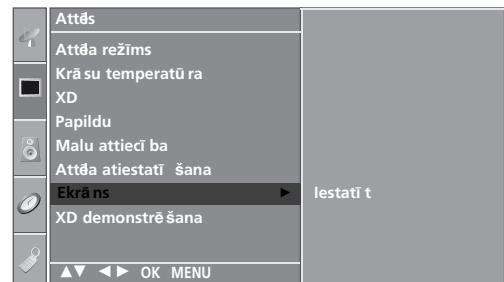 Attēls
Attēla režīms
Krāsu temperatūra
XD
Papildu
Malu attiecība
Attēla atiestatīšana
Ekrāns ► Iestatīt
XD demonstrēšana
▲▼ ◄► OK MENU